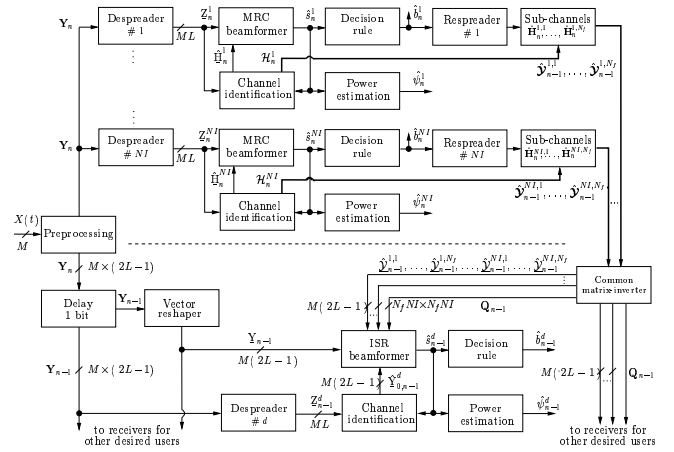 Y_n
Despreader
# 1
ML
Z_n^1
MRC
beamformer
ŝ_n^1
Decision
rule
b̂_n^1
Respreader
# 1
Sub-channels
Ĥ_n^{1,1},...,Ĥ_n^{1,N_f}
Ĥ_n^1
ℋ_n^1
Channel
identification
Power
estimation
ψ̂_n^1
Ŷ_{n-1}^{1,1},...,Ŷ_{n-1}^{1,N_f}
Y_n
Despreader
# NI
ML
Z_n^{NI}
MRC
beamformer
ŝ_n^{NI}
Decision
rule
b̂_n^{NI}
Respreader
# NI
Sub-channels
Ĥ_n^{NI,1},...,Ĥ_n^{NI,N_f}
Ĥ_n^{NI}
ℋ_n^{NI}
Channel
identification
Power
estimation
ψ̂_n^{NI}
Ŷ_{n-1}^{NI,1},...,Ŷ_{n-1}^{NI,N_f}
X(t)
M
Preprocessing
Y_n M×(2L-1)
Delay
1 bit
Y_{n-1}
Vector
reshaper
Ŷ_{n-1}^{1,1},...,Ŷ_{n-1}^{1,N_f},...,Ŷ_{n-1}^{NI,1},...,Ŷ_{n-1}^{NI,N_f}
Common
matrix-inverter
M(2L-1)
N_f NI×N_f NI
Q_{n-1}
Y_{n-1}
M(2L-1)
ISR
beamformer
ŝ_{n-1}^d
Decision
rule
b̂_{n-1}^d
Y_{n-1} M×(2L-1)
M(2L-1)
Ŷ_{0,n-1}^d
M(2L-1)
Q_{n-1}
Despreader
# d
Z_{n-1}^d
ML
Channel
identification
Power
estimation
ψ̂_{n-1}^d
to receivers for
other desired users
to receivers for
other desired users